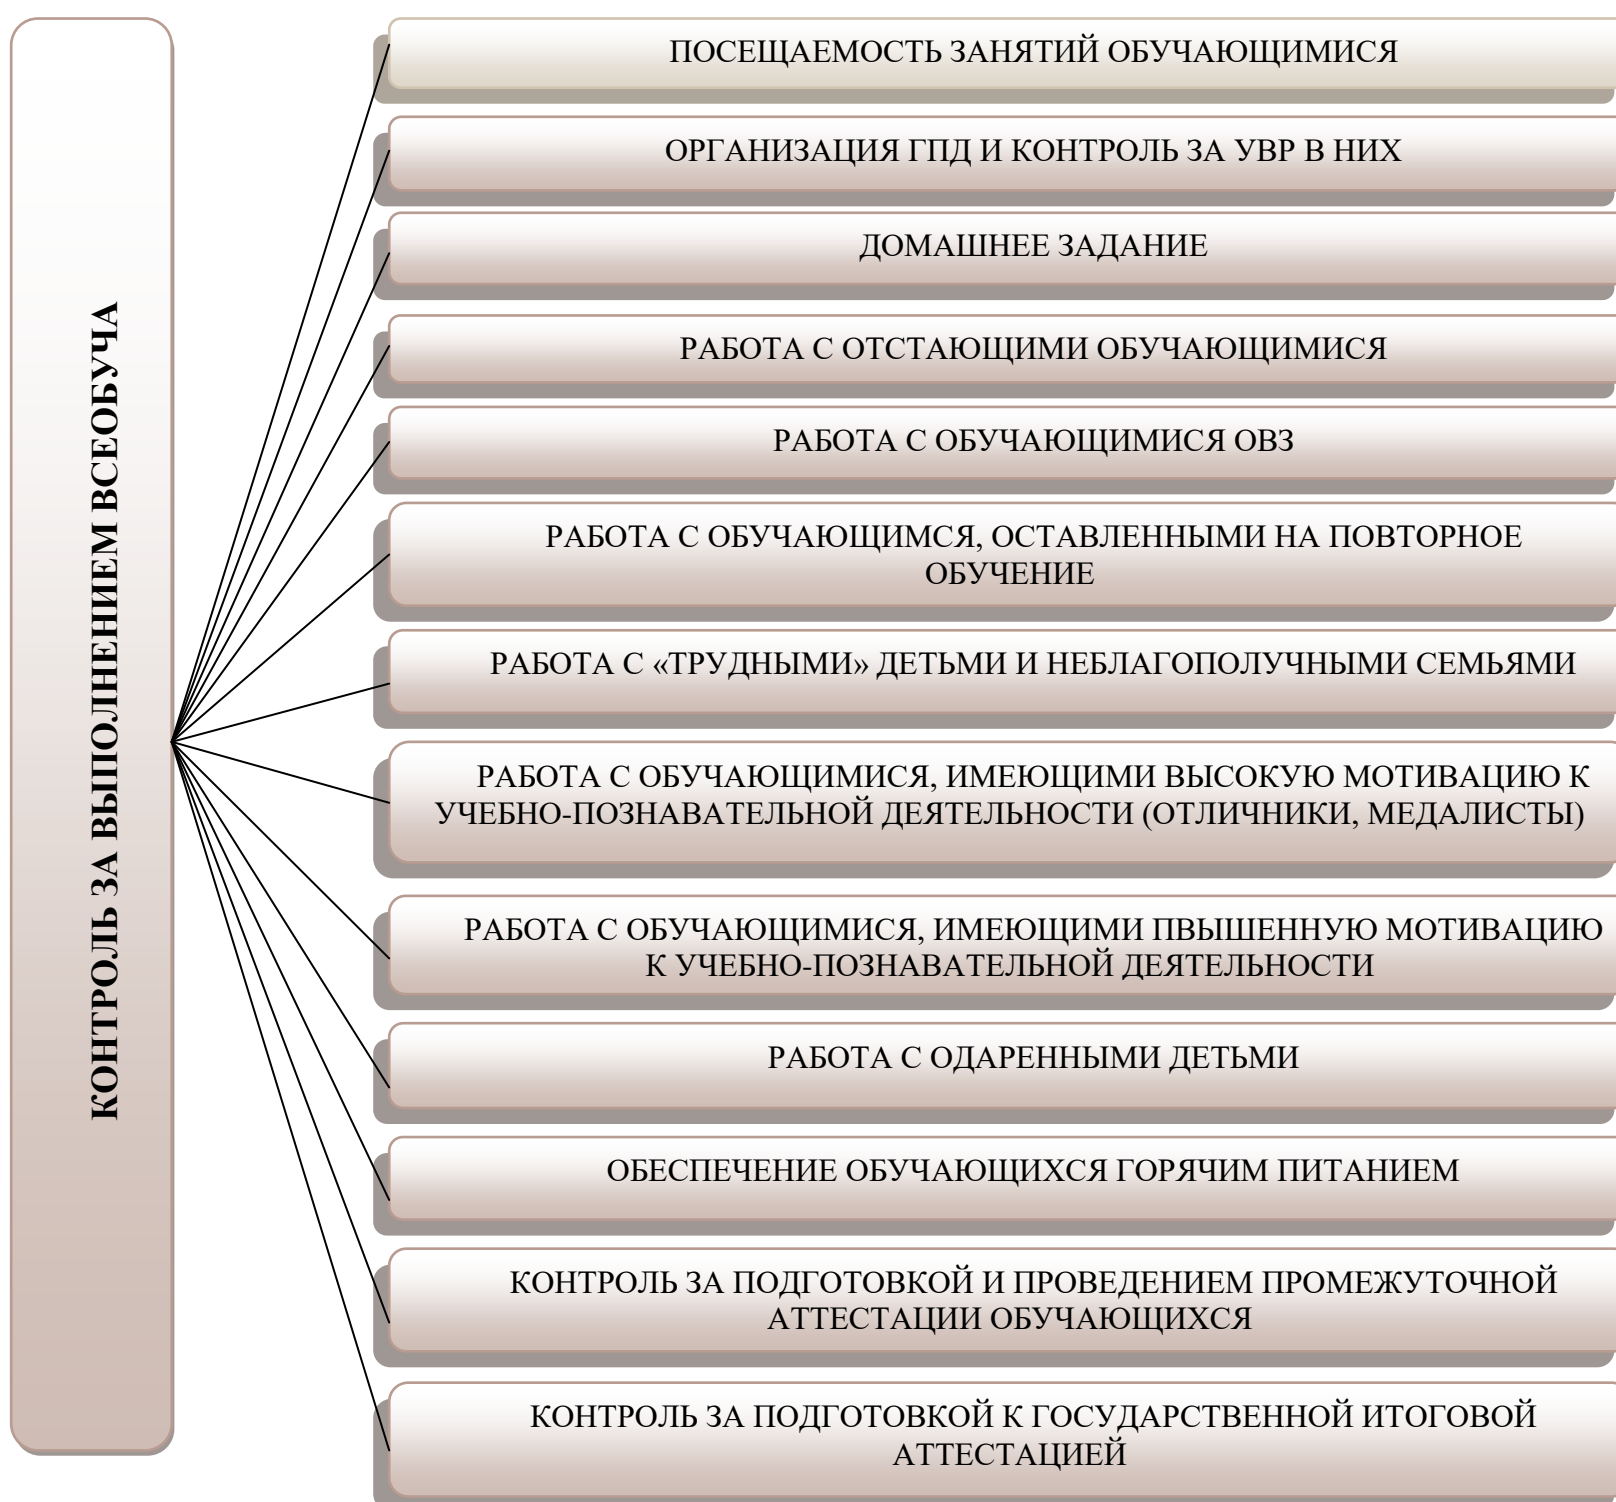 КОНТРОЛЬ ЗА ВЫПОЛНЕНИЕМ ВСЕОБУЧА
ПОСЕЩАЕМОСТЬ ЗАНЯТИЙ ОБУЧАЮЩИМИСЯ
ОРГАНИЗАЦИЯ ГПД И КОНТРОЛЬ ЗА УВР В НИХ
ДОМАШНЕЕ ЗАДАНИЕ
РАБОТА С ОТСТАЮЩИМИ ОБУЧАЮЩИМИСЯ
РАБОТА С ОБУЧАЮЩИМИСЯ ОВЗ
РАБОТА С ОБУЧАЮЩИМСЯ, ОСТАВЛЕННЫМИ НА ПОВТОРНОЕ
ОБУЧЕНИЕ
РАБОТА С «ТРУДНЫМИ» ДЕТЬМИ И НЕБЛАГОПОЛУЧНЫМИ СЕМЬЯМИ
РАБОТА С ОБУЧАЮЩИМИСЯ, ИМЕЮЩИМИ ВЫСОКУЮ МОТИВАЦИЮ К
УЧЕБНО-ПОЗНАВАТЕЛЬНОЙ ДЕЯТЕЛЬНОСТИ (ОТЛИЧНИКИ, МЕДАЛИСТЫ)
РАБОТА С ОБУЧАЮЩИМИСЯ, ИМЕЮЩИМИ ПВЫШЕННУЮ МОТИВАЦИЮ
К УЧЕБНО-ПОЗНАВАТЕЛЬНОЙ ДЕЯТЕЛЬНОСТИ
РАБОТА С ОДАРЕННЫМИ ДЕТЬМИ
ОБЕСПЕЧЕНИЕ ОБУЧАЮЩИХСЯ ГОРЯЧИМ ПИТАНИЕМ
КОНТРОЛЬ ЗА ПОДГОТОВКОЙ И ПРОВЕДЕНИЕМ ПРОМЕЖУТОЧНОЙ
АТТЕСТАЦИИ ОБУЧАЮЩИХСЯ
КОНТРОЛЬ ЗА ПОДГОТОВКОЙ К ГОСУДАРСТВЕННОЙ ИТОГОВОЙ
АТТЕСТАЦИЕЙ